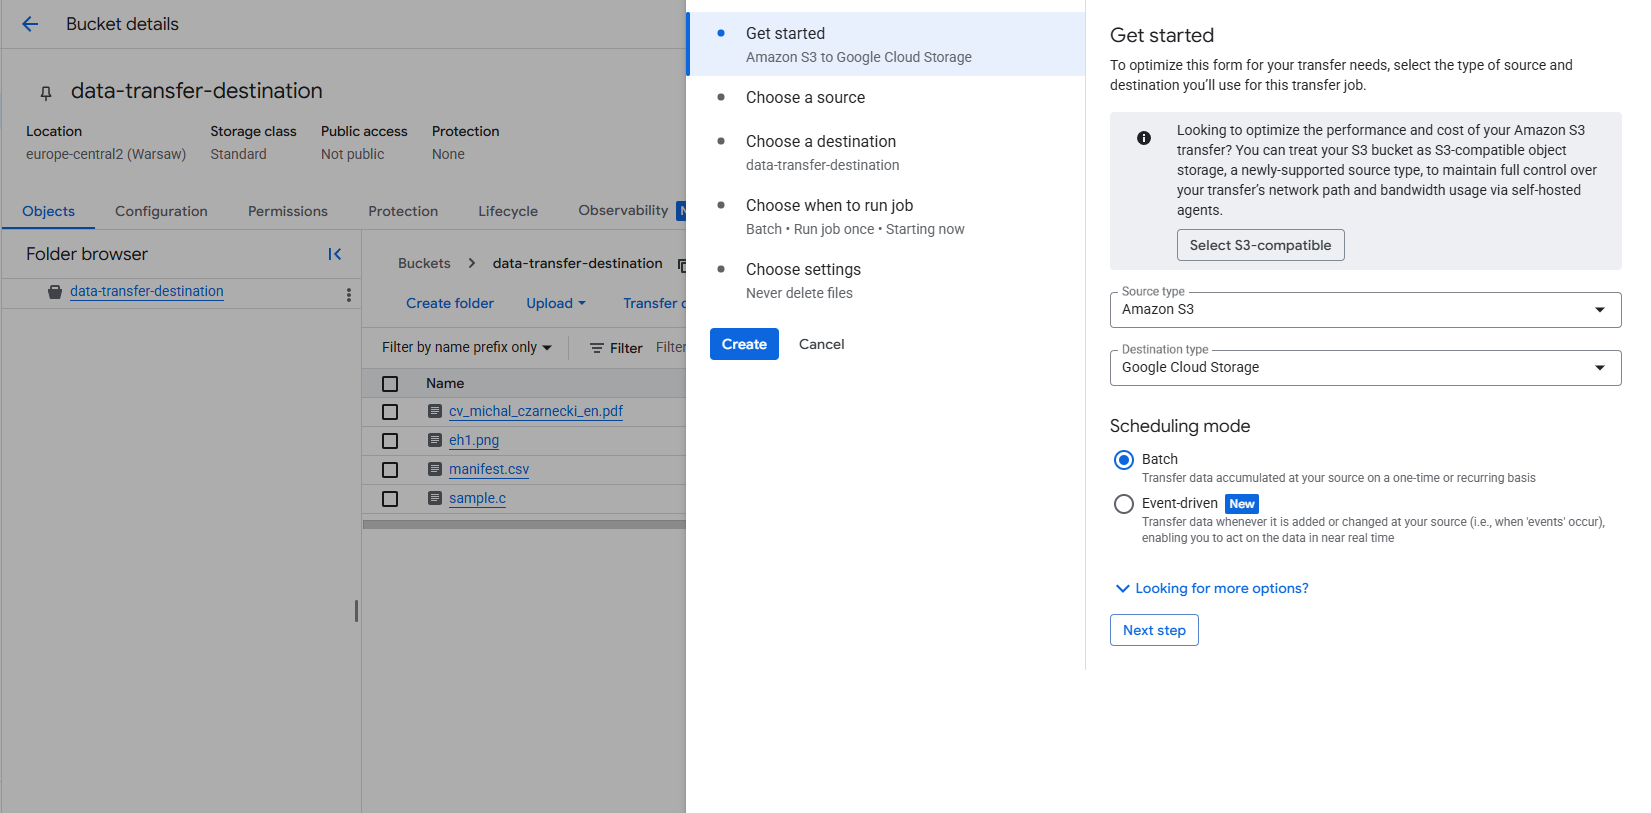 Bucket details
data-transfer-destination
Location
Storage class
Public access
Protection
europe-central2 (Warsaw)
Standard
Not public
None
Objects
Configuration
Permissions
Protection
Lifecycle
Observability
Folder browser
data-transfer-destination
Buckets
data-transfer-destination
Create folder
Upload
Transfer
Filter by name prefix only
Filter
Filter
Name
cv_michal_czarnecki_en.pdf
eh1.png
manifest.csv
sample.c
Get started
Amazon S3 to Google Cloud Storage
Choose a source
Choose a destination
data-transfer-destination
Choose when to run job
Batch • Run job once • Starting now
Choose settings
Never delete files
Create
Cancel
Get started
To optimize this form for your transfer needs, select the type of source and
destination you'll use for this transfer job.
Looking to optimize the performance and cost of your Amazon S3
transfer? You can treat your S3 bucket as S3-compatible object
storage, a newly-supported source type, to maintain full control over
your transfer's network path and bandwidth usage via self-hosted
agents.
Select S3-compatible
Source type
Amazon S3
Destination type
Google Cloud Storage
Scheduling mode
Batch
Transfer data accumulated at your source on a one-time or recurring basis
Event-driven New
Transfer data whenever it is added or changed at your source (i.e., when 'events' occur),
enabling you to act on the data in near real time
Looking for more options?
Next step